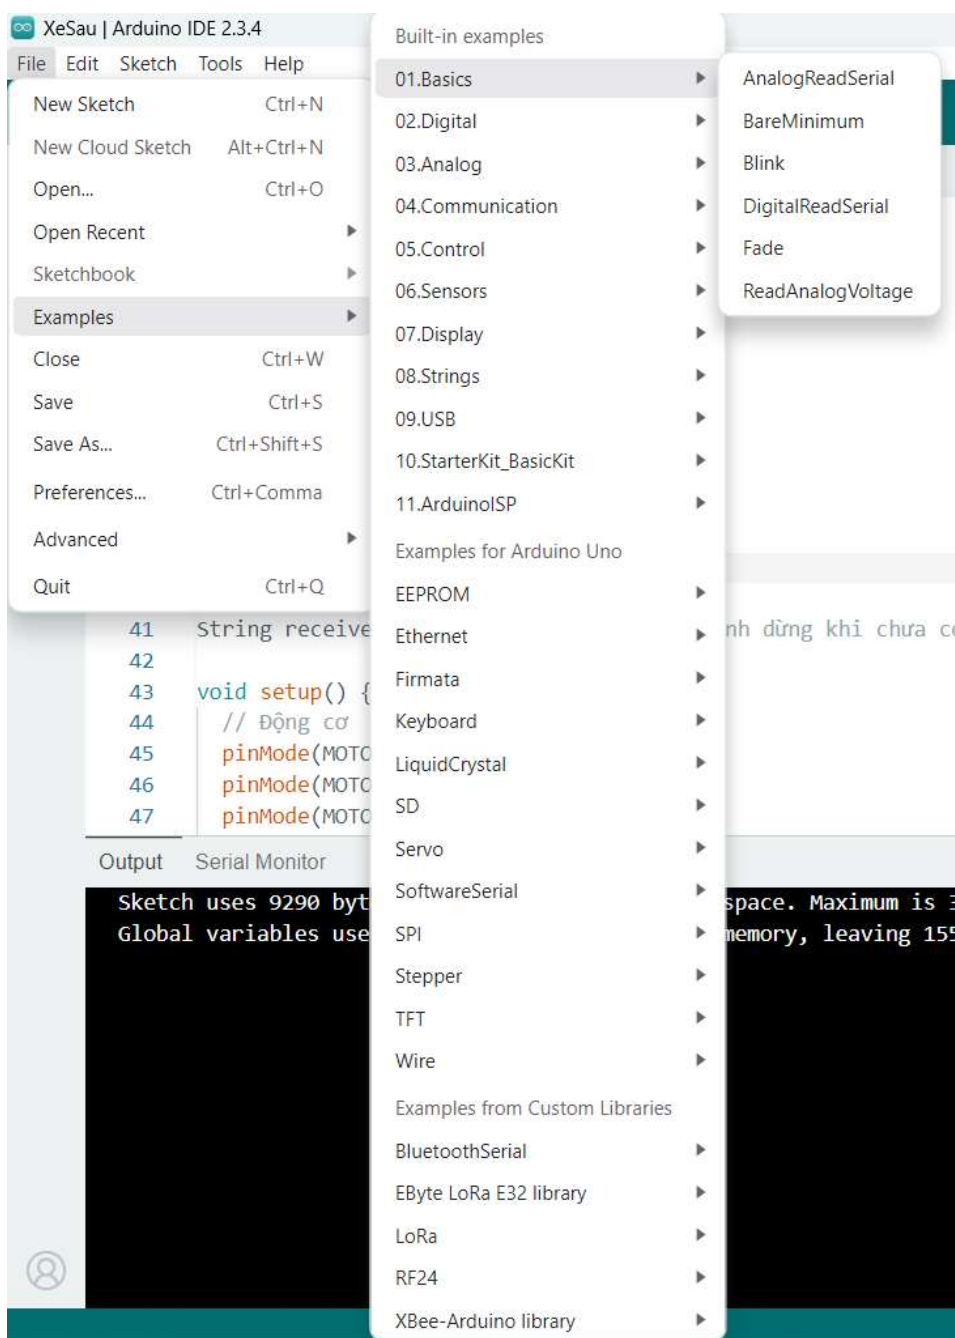 XeSau | Arduino IDE 2.3.4
File Edit Sketch Tools Help
New Sketch Ctrl+N
New Cloud Sketch Alt+Ctrl+N
Open... Ctrl+O
Open Recent
Sketchbook
Examples
Close Ctrl+W
Save Ctrl+S
Save As... Ctrl+Shift+S
Preferences... Ctrl+Comma
Advanced
Quit Ctrl+Q
Built-in examples
01.Basics
02.Digital
03.Analog
04.Communication
05.Control
06.Sensors
07.Display
08.Strings
09.USB
10.StarterKit_BasicKit
11.ArduinoISP
Examples for Arduino Uno
EEPROM
Ethernet
Firmata
Keyboard
LiquidCrystal
SD
Servo
SoftwareSerial
SPI
Stepper
TFT
Wire
Examples from Custom Libraries
BluetoothSerial
EByte LoRa E32 library
LoRa
RF24
XBee-Arduino library
AnalogReadSerial
BareMinimum
Blink
DigitalReadSerial
Fade
ReadAnalogVoltage
41 String receive nh dừng khi chưa
42
43 void setup() {
44 // Động cơ
45 pinMode(MOTO
46 pinMode(MOTO
47 pinMode(MOTO
Output Serial Monitor
Sketch uses 9290 byt space. Maximum is
Global variables use memory, leaving 155